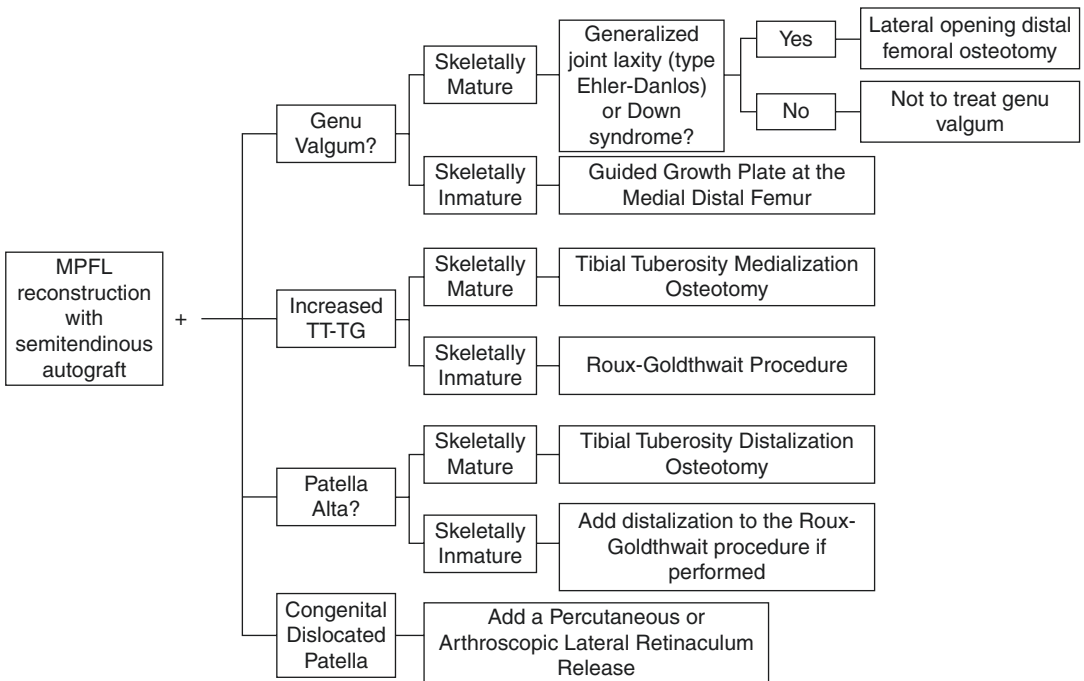 MPFL
reconstruction
with
semitendinous
autograft
+
Genu
Valgum?
Skeletally
Mature
Generalized
joint laxity (type
Ehler-Danlos)
or Down
syndrome?
Yes
Lateral opening distal
femoral osteotomy
No
Not to treat genu
valgum
Skeletally
Inmature
Guided Growth Plate at the
Medial Distal Femur
Increased
TT-TG
Skeletally
Mature
Tibial Tuberosity Medialization
Osteotomy
Skeletally
Inmature
Roux-Goldthwait Procedure
Patella
Alta?
Skeletally
Mature
Tibial Tuberosity Distalization
Osteotomy
Skeletally
Inmature
Add distalization to the Roux-
Goldthwait procedure if
performed
Congenital
Dislocated
Patella
Add a Percutaneous or
Arthroscopic Lateral Retinaculum
Release